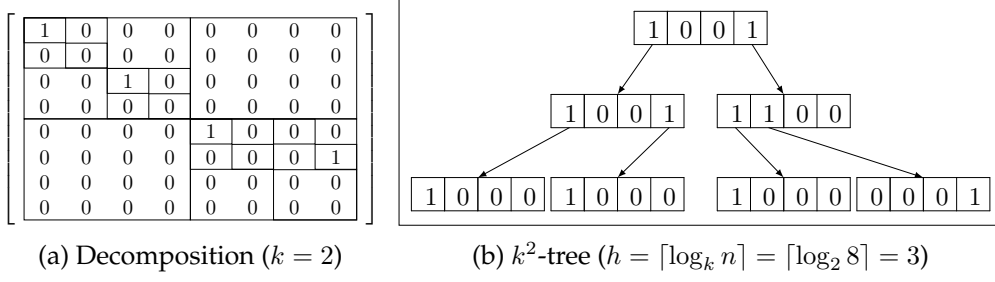 1 0 0 0 0 0 0 0
0 0 0 0 0 0 0 0
0 0 1 0 0 0 0 0
0 0 0 0 0 0 0 0
0 0 0 0 1 0 0 0
0 0 0 0 0 0 0 1
0 0 0 0 0 0 0 0
0 0 0 0 0 0 0 0
(a) Decomposition (k = 2)
1 0 0 1
1 0 0 1 1 1 0 0
1 0 0 0 1 0 0 0 1 0 0 0 0 0 0 1
(b) k²-tree (h = ⌈log_k n⌉ = ⌈log₂ 8⌉ = 3)